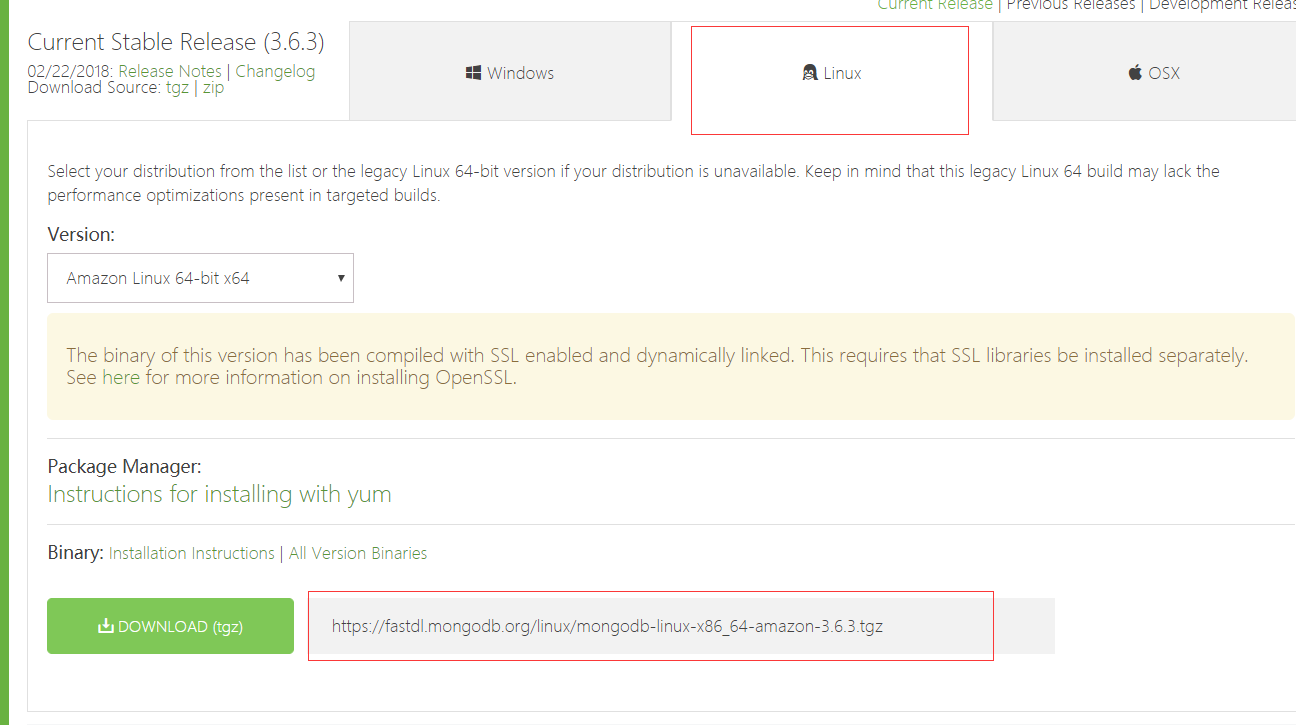 Current Release | Previous Releases | Development
Current Stable Release (3.6.3)
02/22/2018: Release Notes | Changelog
Download Source: tgz | zip
Windows
Linux
OSX
Select your distribution from the list or the legacy Linux 64-bit version if your distribution is unavailable. Keep in mind that this legacy Linux 64 build may lack the
performance optimizations present in targeted builds.
Version:
Amazon Linux 64-bit x64
The binary of this version has been compiled with SSL enabled and dynamically linked. This requires that SSL libraries be installed separately.
See here for more information on installing OpenSSL.
Package Manager:
Instructions for installing with yum
Binary: Installation Instructions | All Version Binaries
DOWNLOAD (tgz)
https://fastdl.mongodb.org/linux/mongodb-linux-x86_64-amazon-3.6.3.tgz